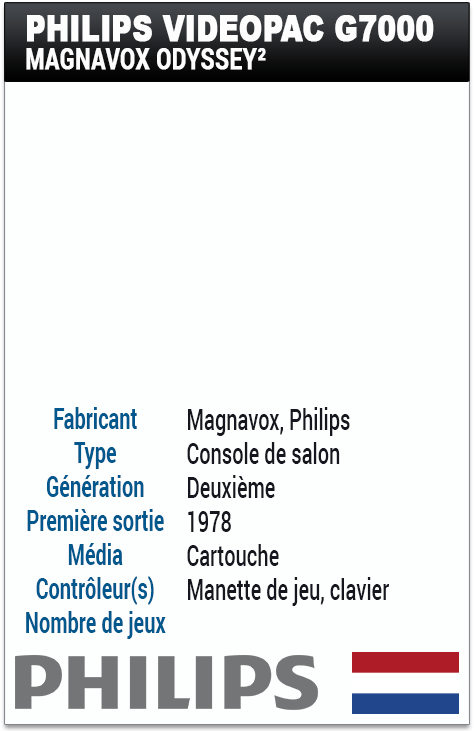 PHILIPS VIDEOPAC G7000
MAGNAVOX ODYSSEY²
Fabricant Magnavox, Philips
Type Console de salon
Génération Deuxième
Première sortie 1978
Média Cartouche
Contrôleur(s) Manette de jeu, clavier
Nombre de jeux
PHILIPS